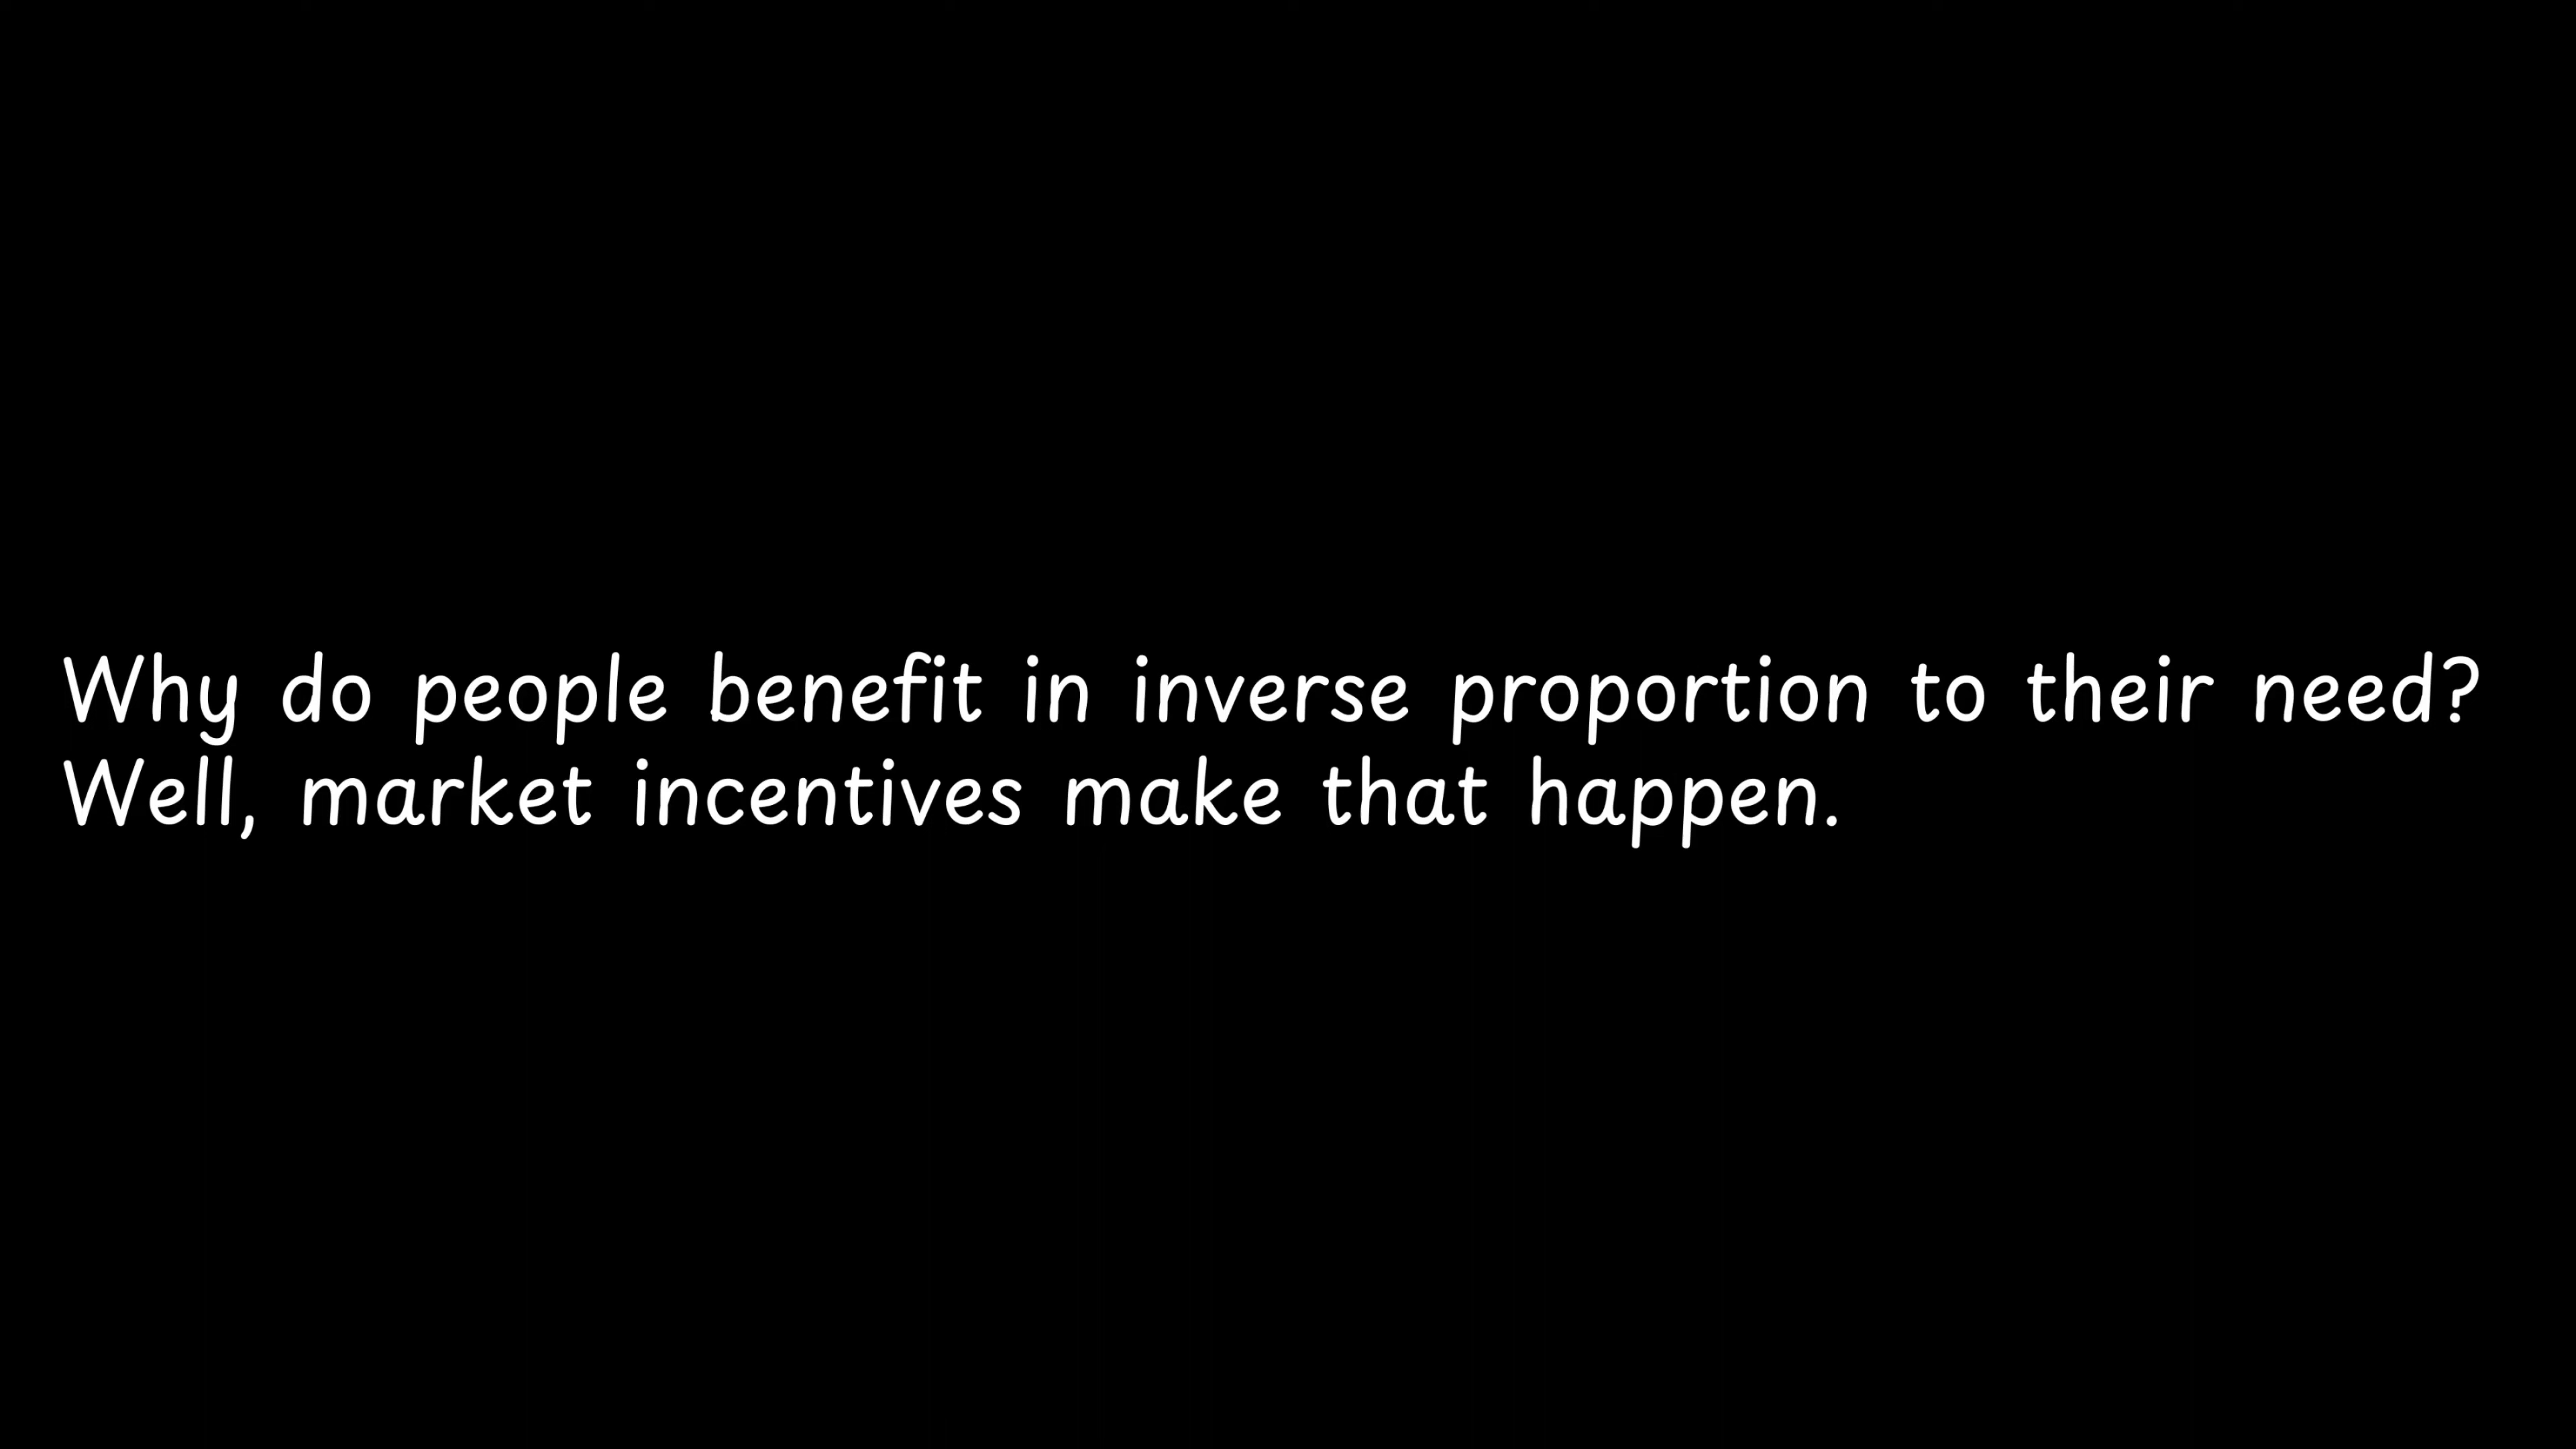 Why do people benefit in inverse proportion to their need?
Well, market incentives make that happen.